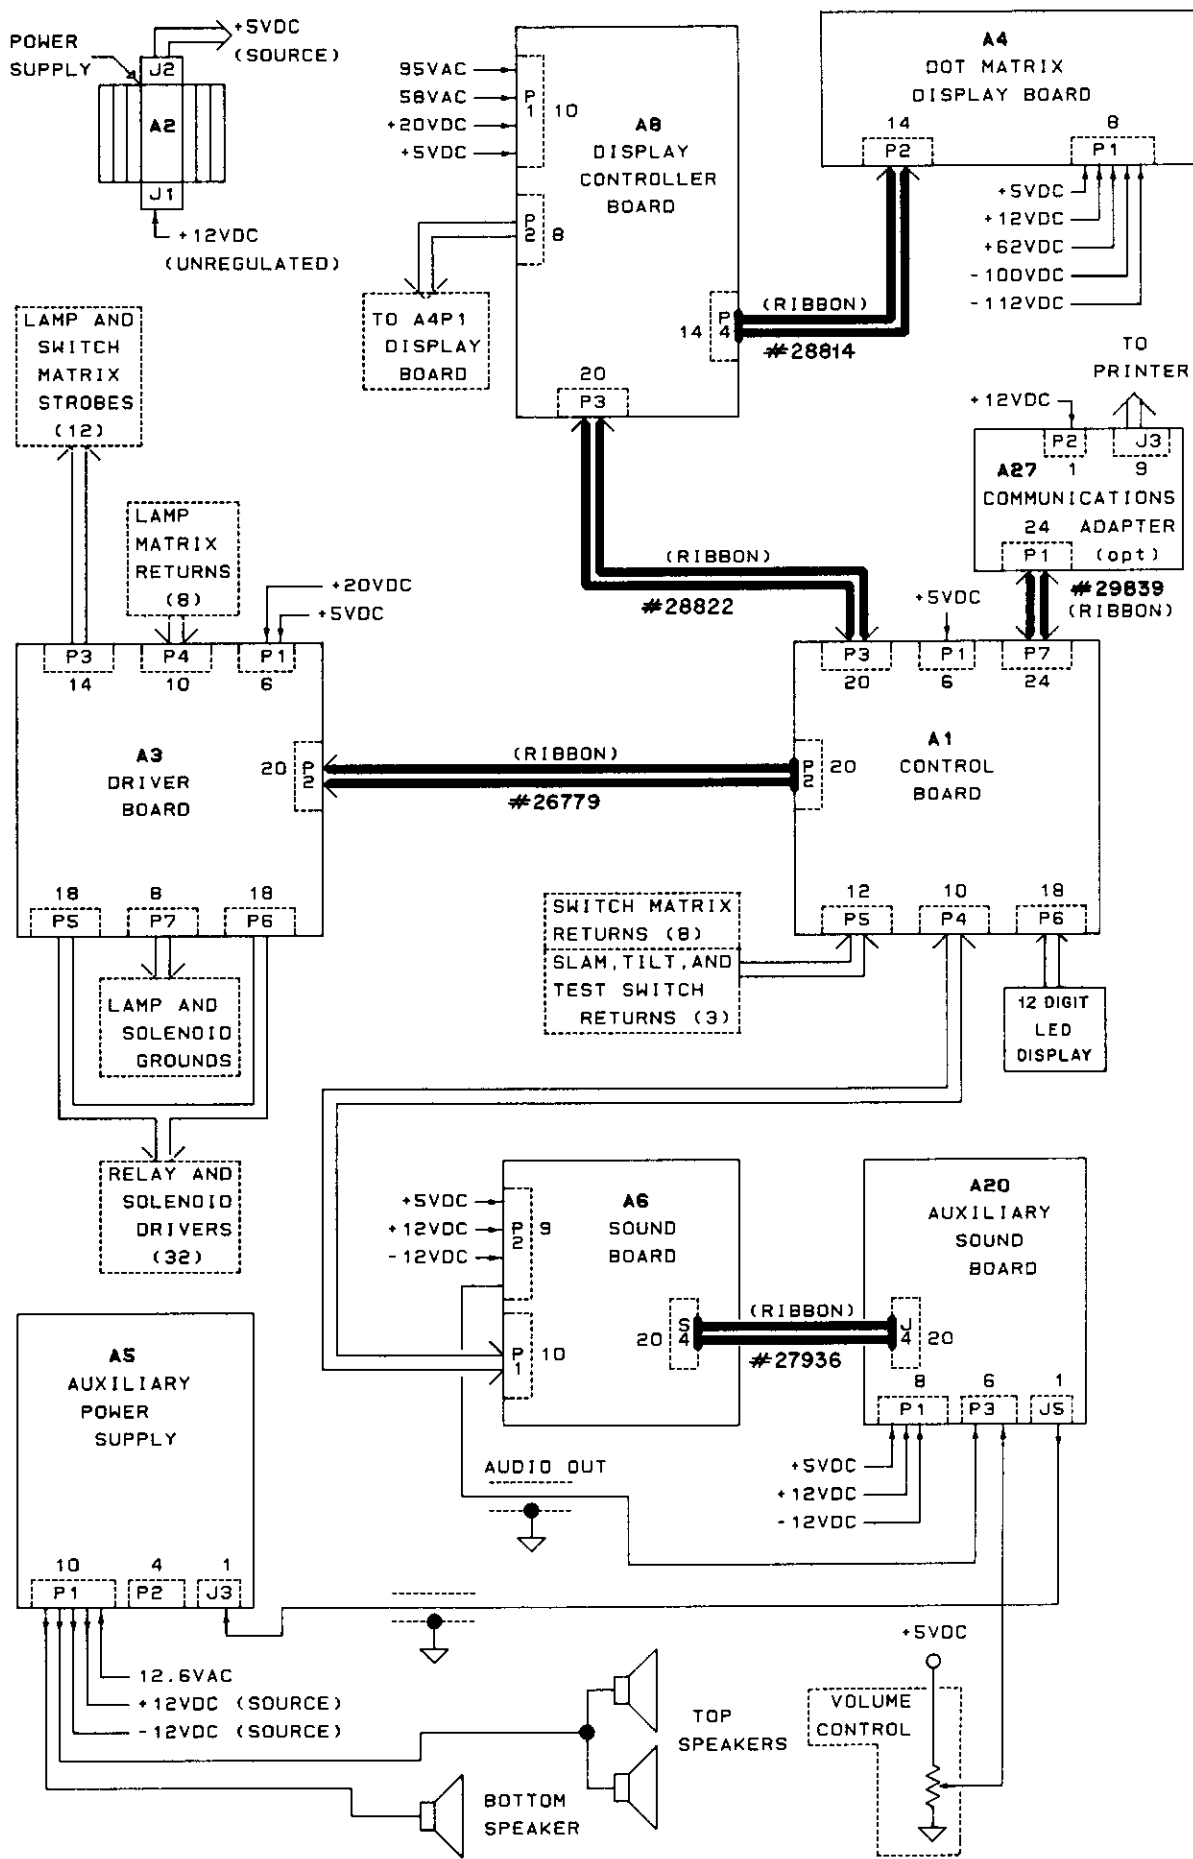 POWER
SUPPLY
J2
+5VDC
(SOURCE)
A2
J1
+12VDC
(UNREGULATED)
95VAC
58VAC
+20VDC
+5VDC
P1
10
A8
DISPLAY
CONTROLLER
BOARD
P2
8
TO A4P1
DISPLAY
BOARD
14
P4
20
P3
(RIBBON)
#28814
A4
DOT MATRIX
DISPLAY BOARD
14
P2
8
P1
+5VDC
+12VDC
+62VDC
-100VDC
-112VDC
TO
PRINTER
+12VDC
P2
J3
1
9
A27
COMMUNICATIONS
ADAPTER
(opt)
24
P1
#29839
(RIBBON)
LAMP AND
SWITCH
MATRIX
STROBES
(12)
LAMP
MATRIX
RETURNS
(8)
+20VDC
+5VDC
(RIBBON)
#28822
+5VDC
P3
P4
P1
14
10
6
A3
DRIVER
BOARD
20
P2
(RIBBON)
#26779
P3
P1
P7
20
6
24
A1
CONTROL
BOARD
P2
20
18
8
18
P5
P7
P6
12
10
18
P5
P4
P6
SWITCH MATRIX
RETURNS (8)
SLAM,TILT,AND
TEST SWITCH
RETURNS (3)
12 DIGIT
LED
DISPLAY
LAMP AND
SOLENOID
GROUNDS
RELAY AND
SOLENOID
DRIVERS
(32)
+5VDC
+12VDC
-12VDC
P2
9
A6
SOUND
BOARD
P1
10
20
S4
(RIBBON)
#27936
A20
AUXILIARY
SOUND
BOARD
J4
20
8
6
1
P1
P3
J5
+5VDC
+12VDC
-12VDC
AUDIO OUT
A5
AUXILIARY
POWER
SUPPLY
10
4
1
P1
P2
J3
12.6VAC
+12VDC (SOURCE)
-12VDC (SOURCE)
TOP
SPEAKERS
BOTTOM
SPEAKER
+5VDC
VOLUME
CONTROL